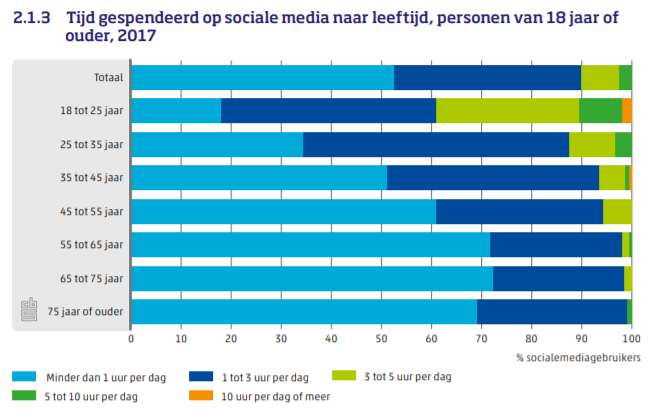 2.1.3 Tijd gespendeerd op sociale media naar leeftijd, personen van 18 jaar of
ouder, 2017
Totaal
18 tot 25 jaar
25 tot 35 jaar
35 tot 45 jaar
45 tot 55 jaar
55 tot 65 jaar
65 tot 75 jaar
75 jaar of ouder
0 10 20 30 40 50 60 70 80 90 100
% socialemediagebruikers
Minder dan 1 uur per dag 1 tot 3 uur per dag 3 tot 5 uur per dag
5 tot 10 uur per dag 10 uur per dag of meer